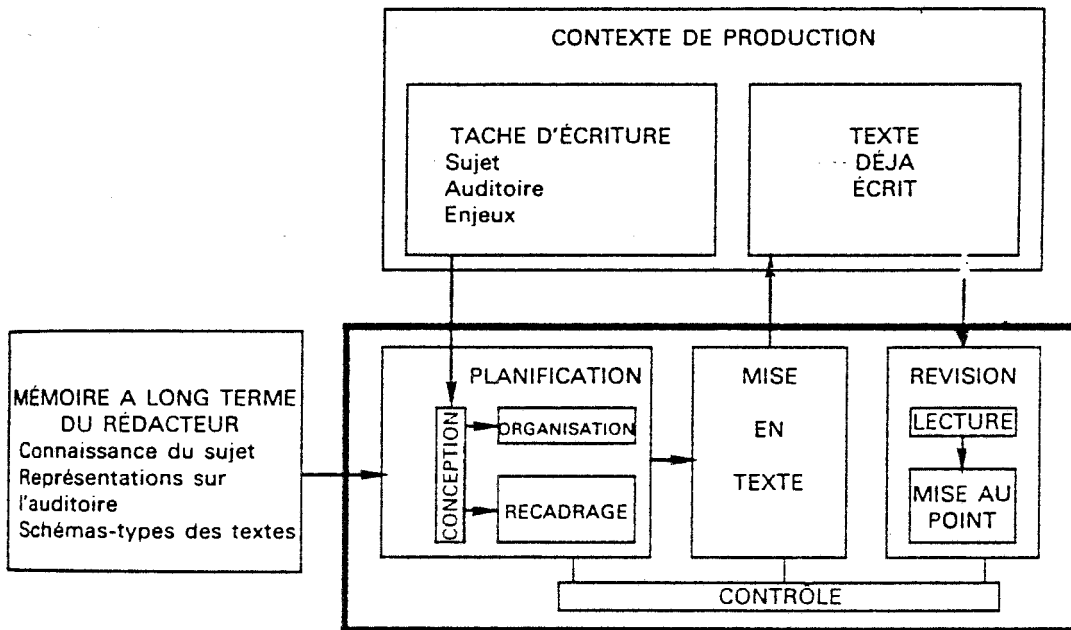 CONTEXTE DE PRODUCTION
TACHE D'ÉCRITURE
Sujet
Auditoire
Enjeux
TEXTE
DÉJA
ÉCRIT
MÉMOIRE A LONG TERME
DU RÉDACTEUR
Connaissance du sujet
Représentations sur
l'auditoire
Schémas-types des textes
PLANIFICATION
CONCEPTION
ORGANISATION
RECADRAGE
MISE
EN
TEXTE
REVISION
LECTURE
MISE AU
POINT
CONTRÔLE